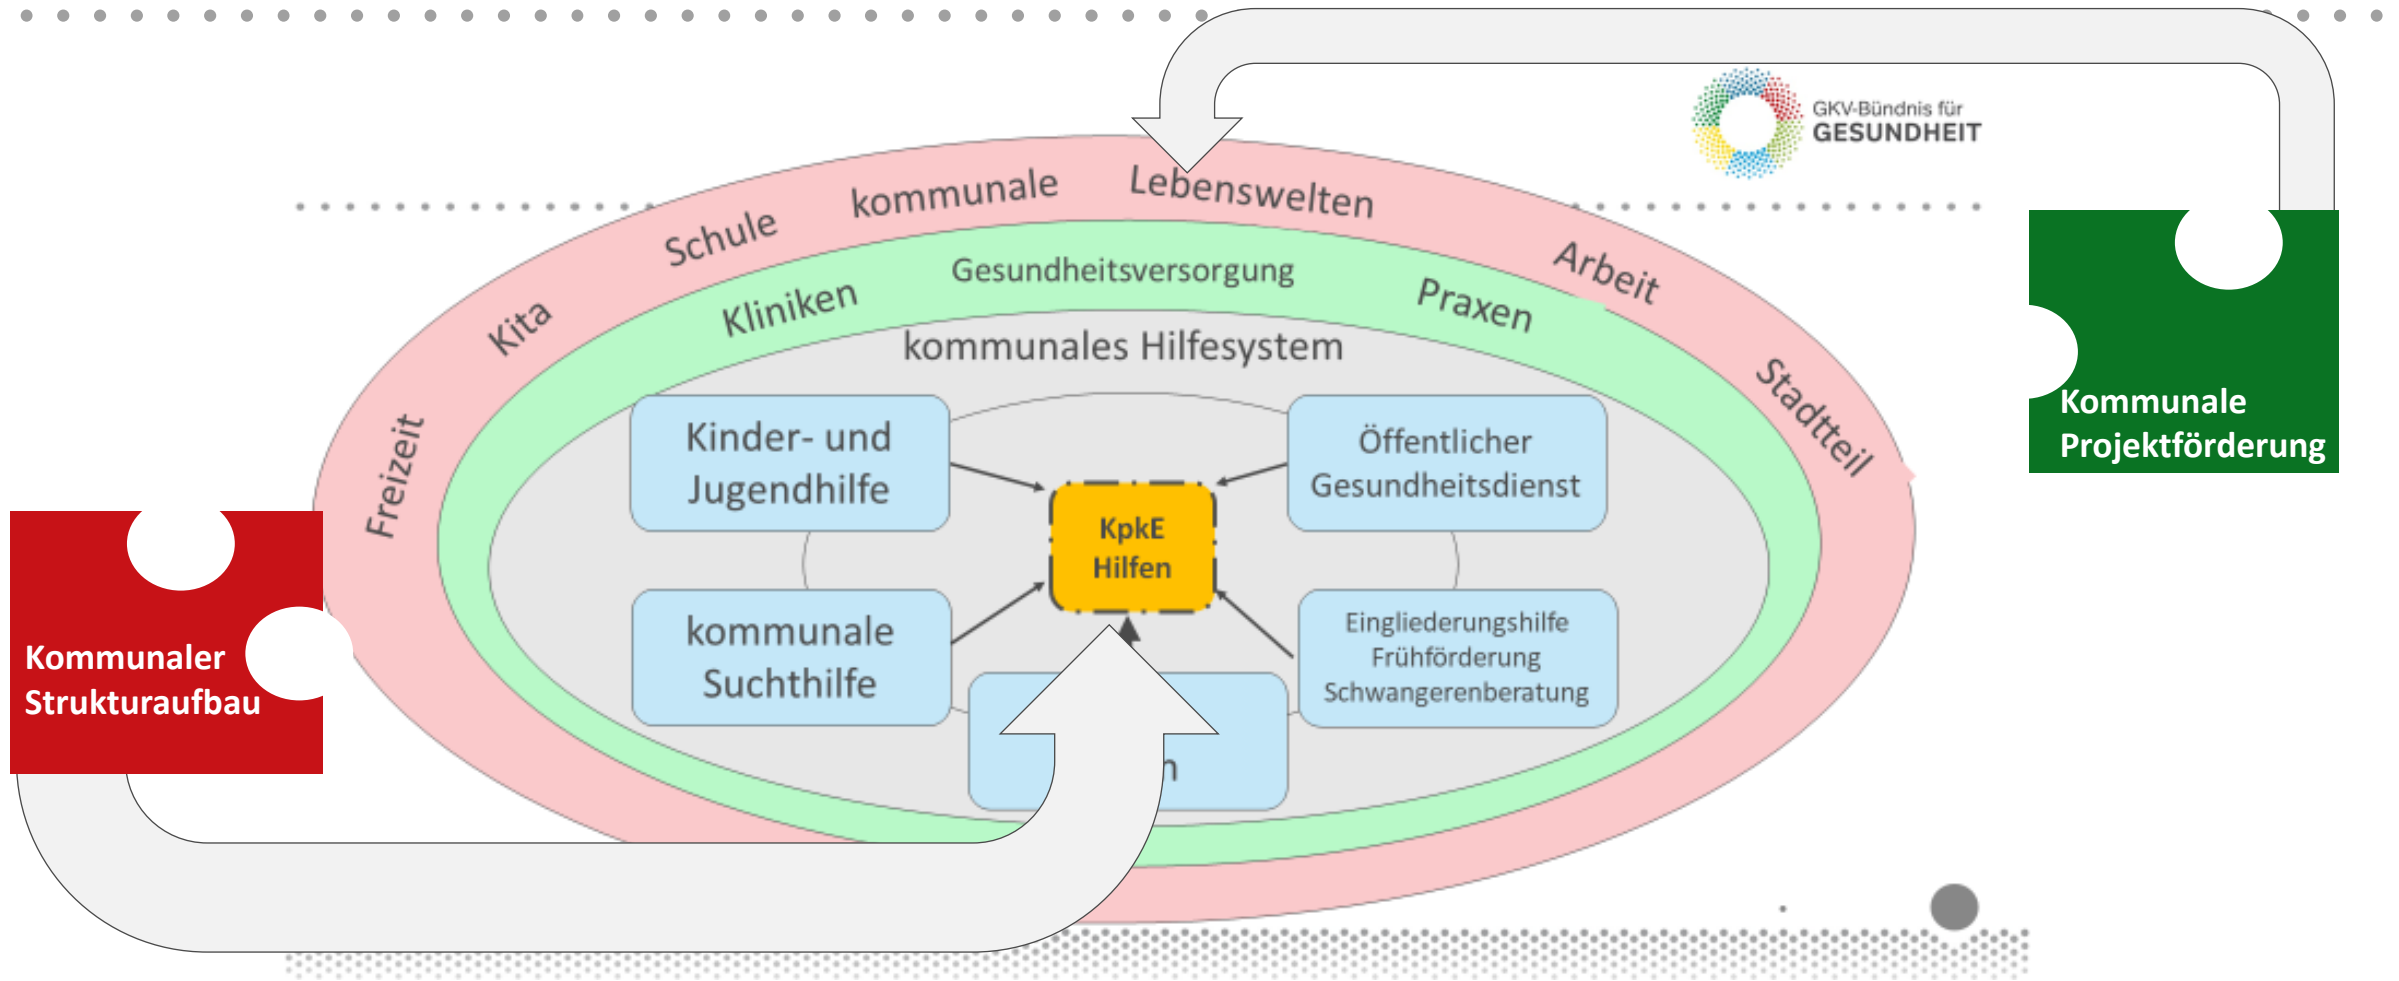 GKV-Bündnis für
GESUNDHEIT
kommunale Lebenswelten
Schule
Arbeit
Kita
Stadtteil
Freizeit
Gesundheitsversorgung
Kliniken
Praxen
kommunales Hilfesystem
Kinder- und
Jugendhilfe
Öffentlicher
Gesundheitsdienst
KpkE
Hilfen
kommunale
Suchthilfe
Eingliederungshilfe
Frühförderung
Schwangerenberatung
Kommunaler
Strukturaufbau
Kommunale
Projektförderung